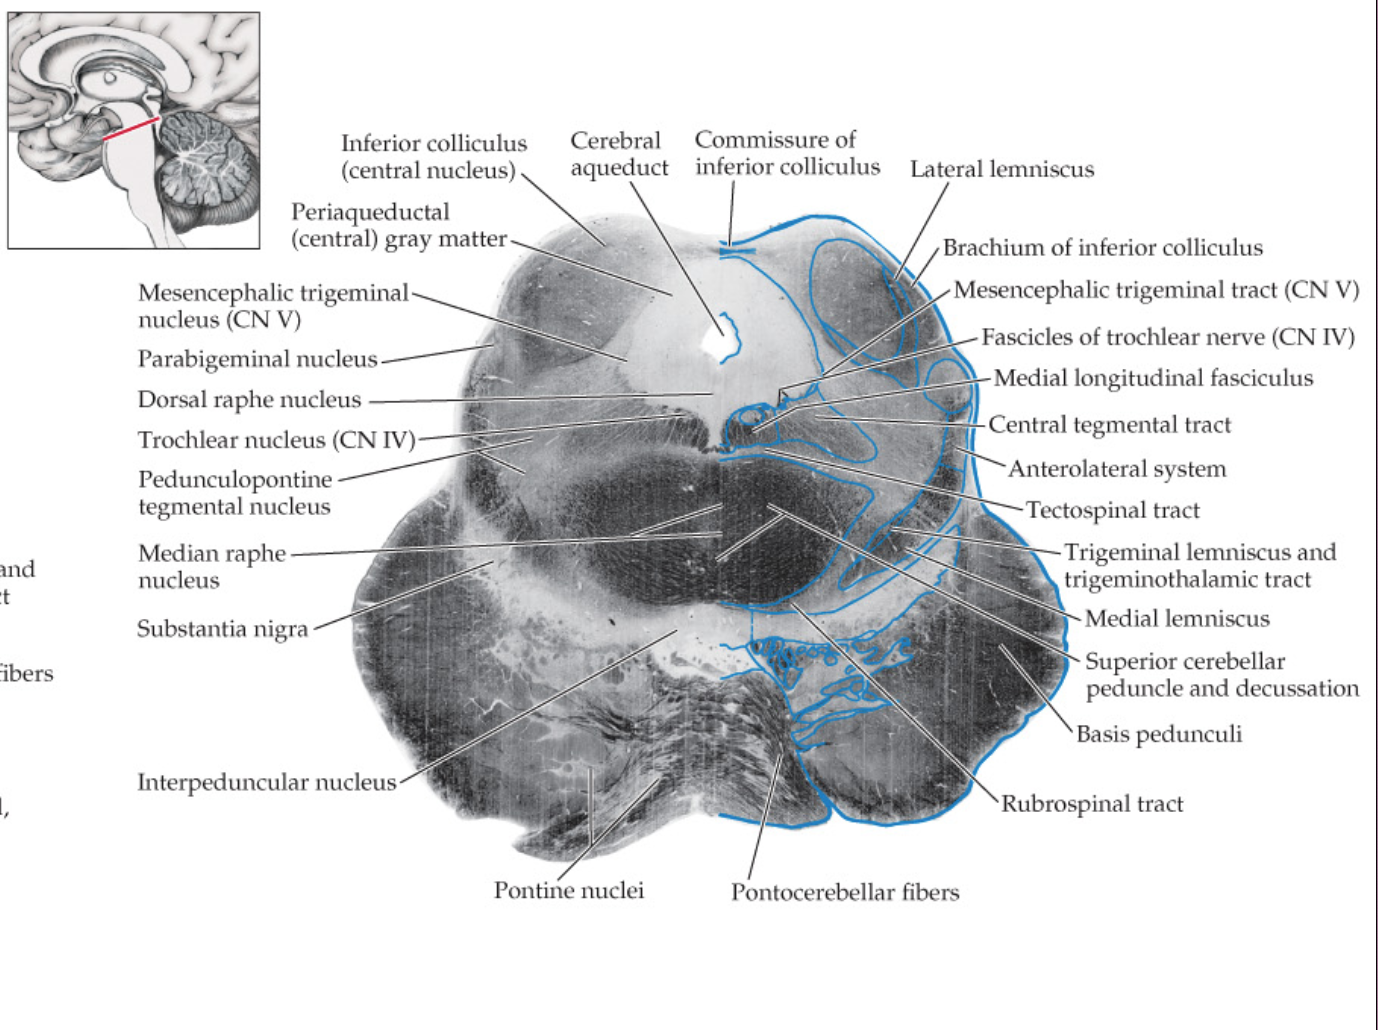 Inferior colliculus
(central nucleus)
Cerebral
aqueduct
Commissure of
inferior colliculus
Lateral lemniscus
Periaqueductal
(central) gray matter
Brachium of inferior colliculus
Mesencephalic trigeminal
nucleus (CN V)
Mesencephalic trigeminal tract (CN V)
Fascicles of trochlear nerve (CN IV)
Parabigeminal nucleus
Medial longitudinal fasciculus
Dorsal raphe nucleus
Central tegmental tract
Trochlear nucleus (CN IV)
Anterolateral system
Pedunculopontine
tegmental nucleus
Tectospinal tract
Median raphe
nucleus
Trigeminal lemniscus and
trigeminothalamic tract
and
ct
Medial lemniscus
Substantia nigra
Superior cerebellar
peduncle and decussation
fibers
Basis pedunculi
Interpeduncular nucleus
Rubrospinal tract
l,
Pontine nuclei
Pontocerebellar fibers